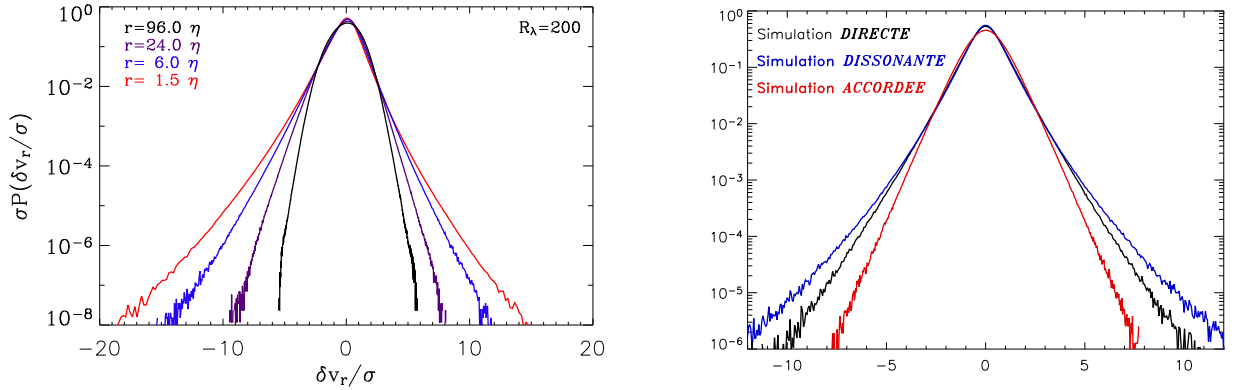 r=96.0 η
r=24.0 η
r= 6.0 η
r= 1.5 η
Rλ=200
10^0
10^−2
10^−4
10^−6
10^−8
σP(δv_r/σ)
−20
−10
0
10
20
δv_r/σ
Simulation DIRECTE
Simulation DISSONANTE
Simulation ACCORDEE
10^0
10^−1
10^−2
10^−3
10^−4
10^−5
10^−6
−10
−5
0
5
10